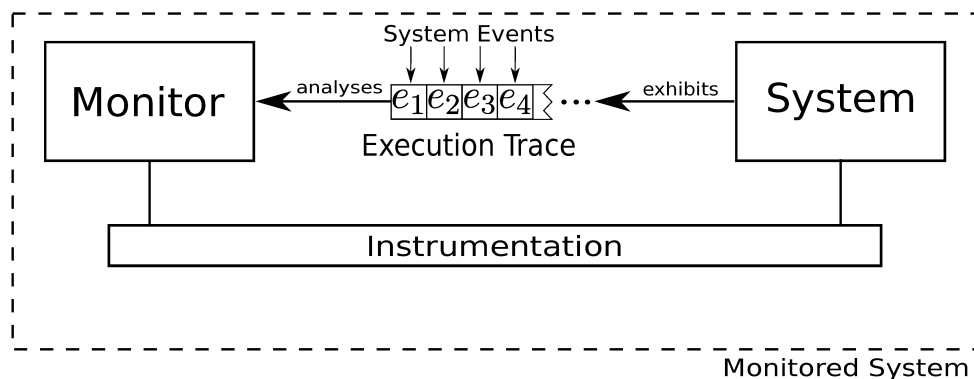 System Events
Monitor
analyses
e1 e2 e3 e4 ...
exhibits
System
Execution Trace
Instrumentation
Monitored System